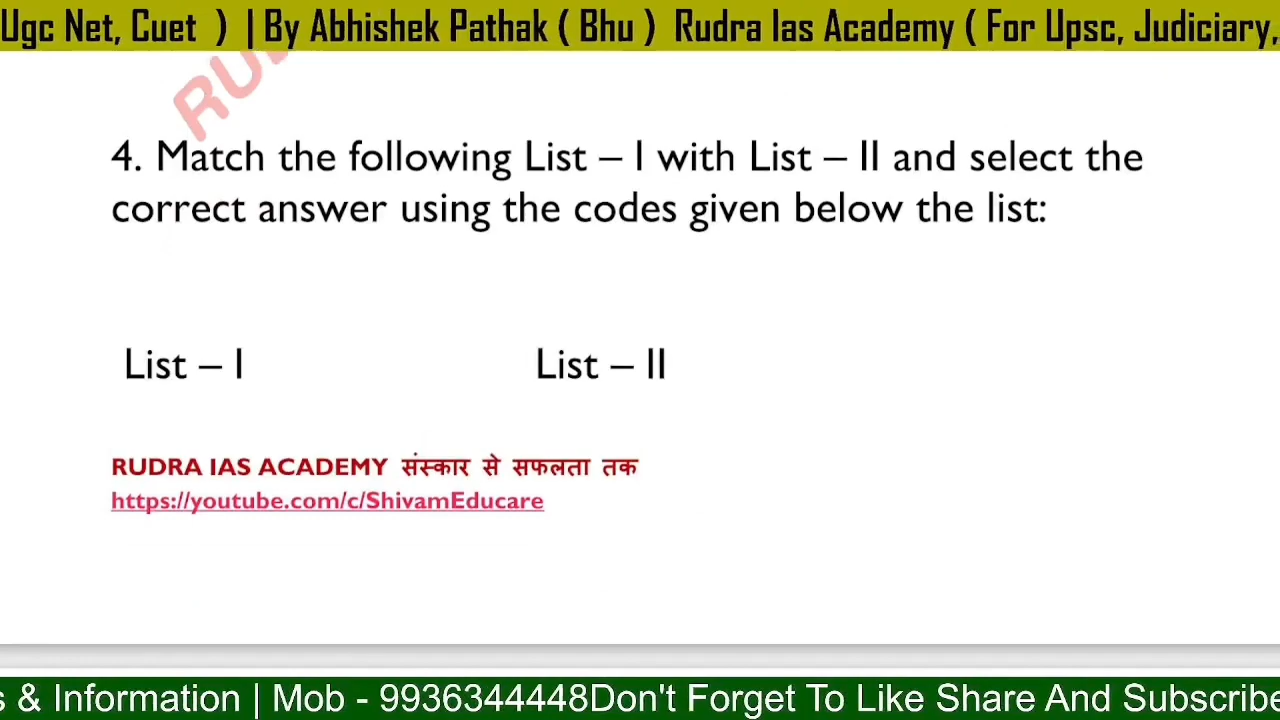 Ugc Net, Cuet ) | By Abhishek Pathak ( Bhu ) Rudra Ias Academy ( For Upsc, Judiciary,
4. Match the following List – I with List – II and select the
correct answer using the codes given below the list:
List – I List – II
RUDRA IAS ACADEMY संस्कार से सफलता तक
https://youtube.com/c/ShivamEducare
s & Information | Mob - 9936344448Don't Forget To Like Share And Subscribe